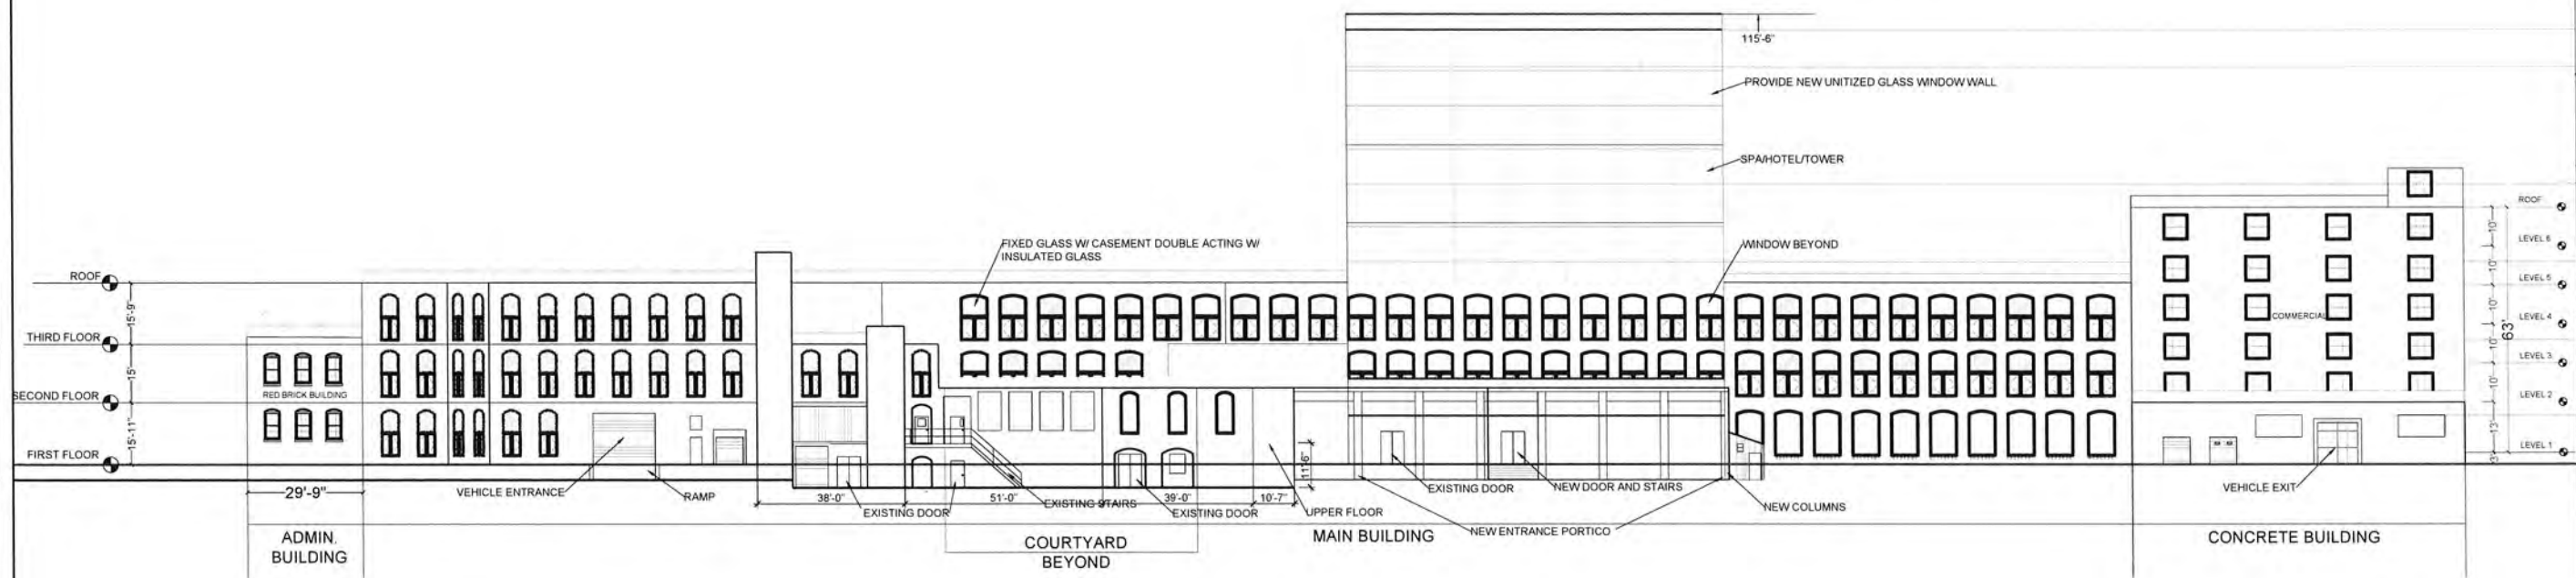 115'-6"
PROVIDE NEW UNITIZED GLASS WINDOW WALL
SPA/HOTEL/TOWER
FIXED GLASS W/ CASEMENT DOUBLE ACTING W/
INSULATED GLASS
WINDOW BEYOND
ROOF
15'-9"
THIRD FLOOR
15'
SECOND FLOOR
15'-11"
FIRST FLOOR
RED BRICK BUILDING
29'-9"
VEHICLE ENTRANCE
RAMP
38'-0"
EXISTING DOOR
51'-0"
EXISTING STAIRS
39'-0"
EXISTING DOOR
10'-7"
11'-6"
UPPER FLOOR
EXISTING DOOR
NEW DOOR AND STAIRS
NEW ENTRANCE PORTICO
NEW COLUMNS
COMMERCIAL
VEHICLE EXIT
ROOF
10'
LEVEL 6
10'
LEVEL 5
10'
LEVEL 4
63'
10'
LEVEL 3
10'
LEVEL 2
13'
LEVEL 1
3'
ADMIN.
BUILDING
COURTYARD
BEYOND
MAIN BUILDING
CONCRETE BUILDING